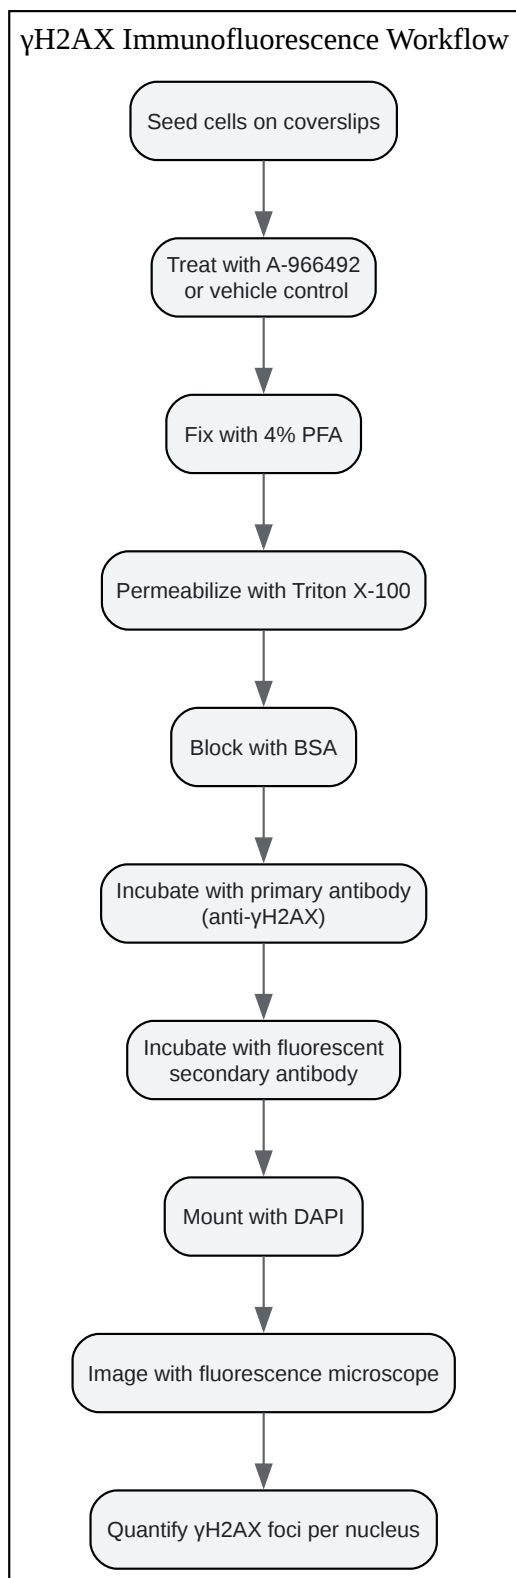 γH2AX Immunofluorescence Workflow
Seed cells on coverslips
Treat with A-966492
or vehicle control
Fix with 4% PFA
Permeabilize with Triton X-100
Block with BSA
Incubate with primary antibody
(anti-γH2AX)
Incubate with fluorescent
secondary antibody
Mount with DAPI
Image with fluorescence microscope
Quantify γH2AX foci per nucleus